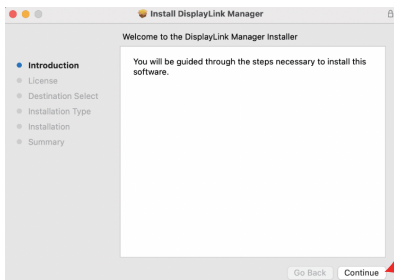 Install DisplayLink Manager
Welcome to the DisplayLink Manager Installer
Introduction
License
Destination Select
Installation Type
Installation
Summary
You will be guided through the steps necessary to install this
software.
Go Back
Continue